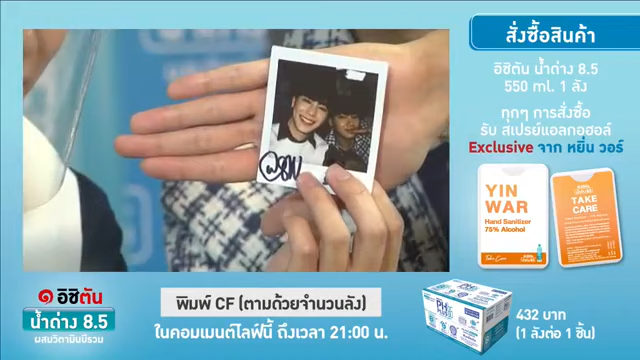 สั่งซื้อสินค้า
อิชิตัน น้ำด่าง 8.5
550 ml. 1 ลัง
ทุกๆ การสั่งซื้อ
รับ สเปรย์แอลกอฮอล์
Exclusive จาก หยิ่น วอร์
YIN
WAR
Hand Sanitizer
75% Alcohol
Take Care
TAKE
CARE
อิชิตัน
น้ำด่าง 8.5
ผสมวิตามินบีรวม
พิมพ์ CF (ตามด้วยจำนวนลัง)
ในคอมเมนต์ไลฟ์นี้ ถึงเวลา 21:00 น.
PH
432 บาท
(1 ลังต่อ 1 ชิ้น)